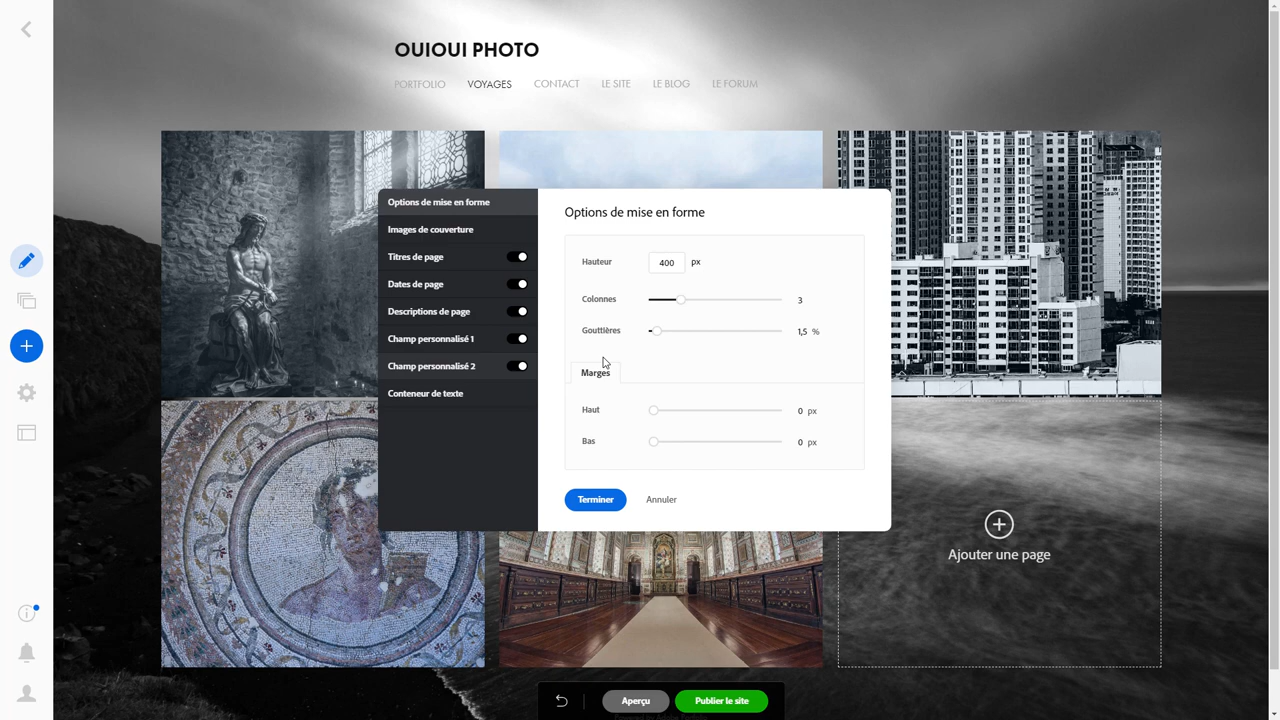 OUIOUI PHOTO
PORTFOLIO VOYAGES CONTACT LE SITE LE BLOG LE FORUM
Options de mise en forme
Images de couverture
Titres de page
Dates de page
Descriptions de page
Champ personnalisé 1
Champ personnalisé 2
Conteneur de texte
Options de mise en forme
Hauteur 400 px
Colonnes 3
Gouttières 1,5 %
Marges
Haut 0 px
Bas 0 px
Terminer Annuler
Ajouter une page
Aperçu Publier le site